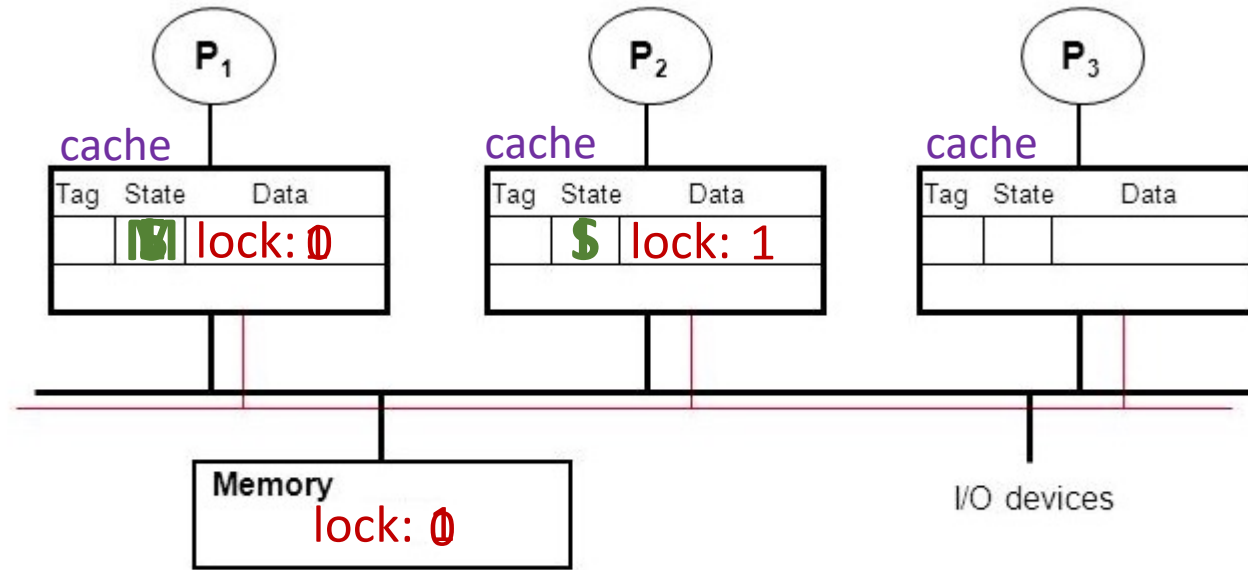 P1 P2 P3
cache cache cache
Tag State Data Tag State Data Tag State Data
lock: lock: 1
Memory
lock:
I/O devices